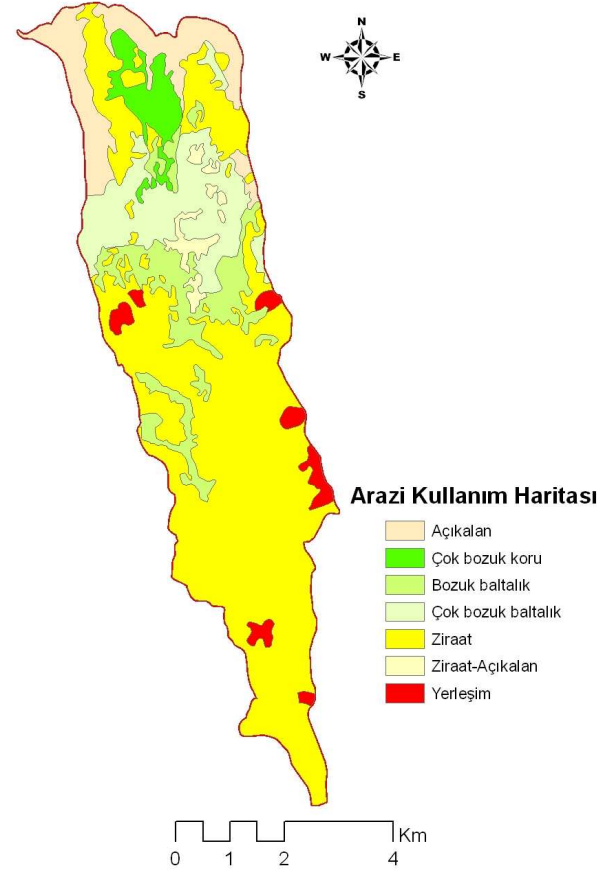 N
W E
S
Arazi Kullanım Haritası
Açıkalan
Çok bozuk koru
Bozuk baltalık
Çok bozuk baltalık
Ziraat
Ziraat-Açıkalan
Yerleşim
Km
0 1 2 4